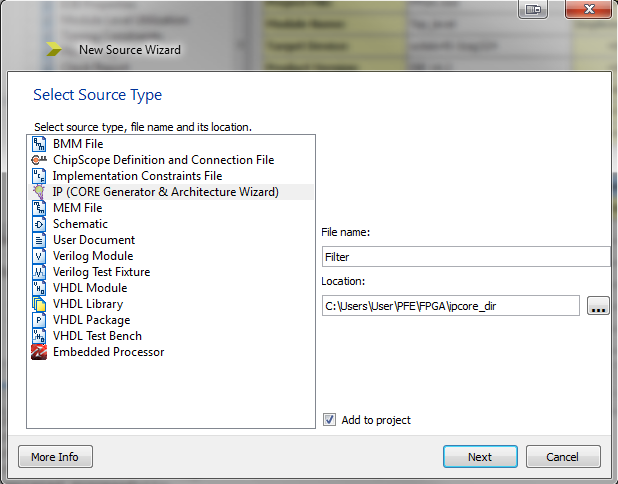 New Source Wizard
Select Source Type
Select source type, file name and its location.
BMM File
ChipScope Definition and Connection File
Implementation Constraints File
IP (CORE Generator & Architecture Wizard)
MEM File
Schematic
User Document
Verilog Module
Verilog Test Fixture
VHDL Module
VHDL Library
VHDL Package
VHDL Test Bench
Embedded Processor
File name:
Filter
Location:
C:\Users\User\PFE\FPGA\ipcore_dir
...
Add to project
More Info
Next
Cancel